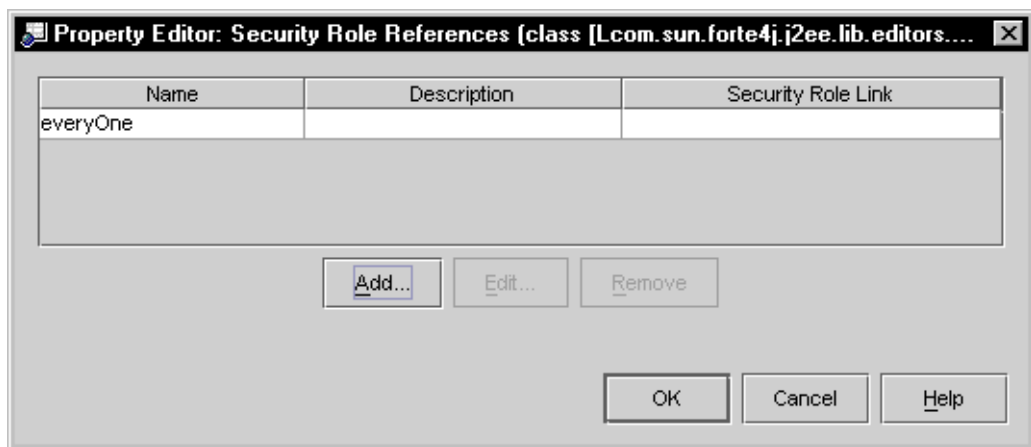 Property Editor: Security Role References (class [Lcom.sun.forte4j.j2ee.lib.editors....
Name Description Security Role Link
everyOne
Add... Edit... Remove
OK Cancel Help